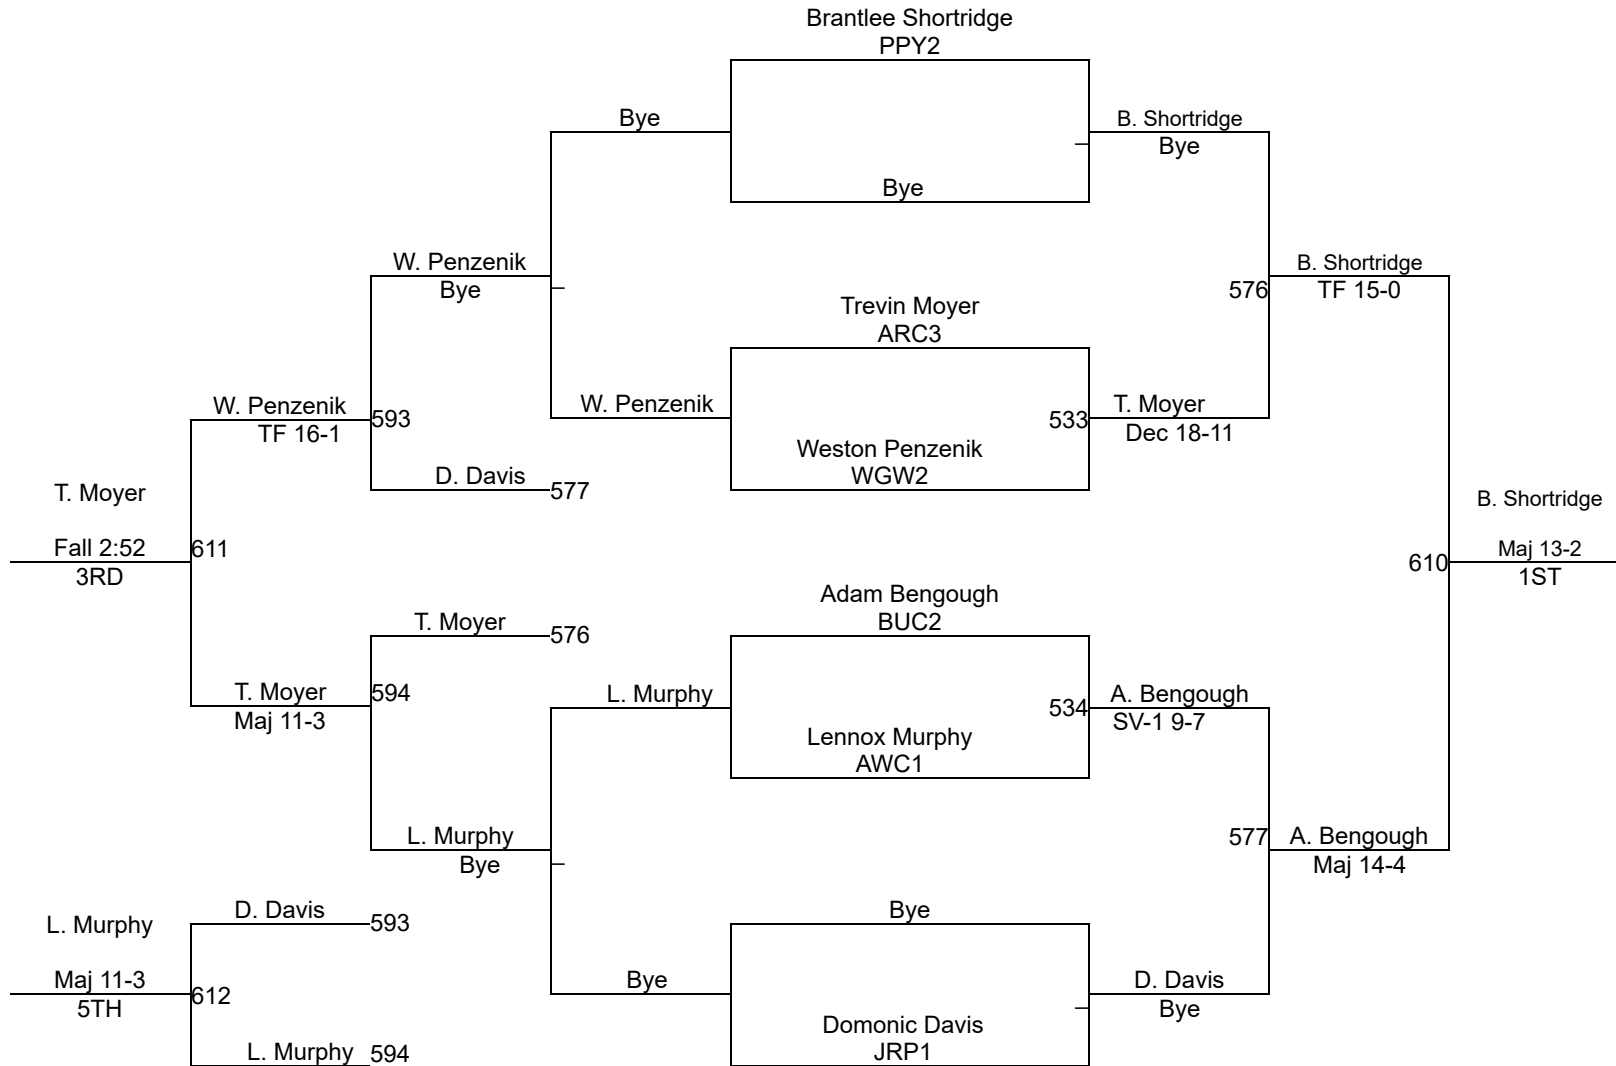 Brantlee Shortridge
PPY2
Bye
B. Shortridge
Bye
Bye
W. Penzenik
Bye
B. Shortridge
TF 15-0
576
Trevin Moyer
ARC3
W. Penzenik
TF 16-1
593
W. Penzenik
533
T. Moyer
Dec 18-11
Weston Penzenik
WGW2
D. Davis
577
T. Moyer
Fall 2:52
3RD
611
B. Shortridge
Maj 13-2
1ST
610
Adam Bengough
BUC2
T. Moyer
576
T. Moyer
Maj 11-3
594
L. Murphy
534
A. Bengough
SV-1 9-7
Lennox Murphy
AWC1
L. Murphy
Bye
577
A. Bengough
Maj 14-4
L. Murphy
Maj 11-3
5TH
612
D. Davis
593
Bye
Bye
D. Davis
Bye
Domonic Davis
JRP1
L. Murphy
594